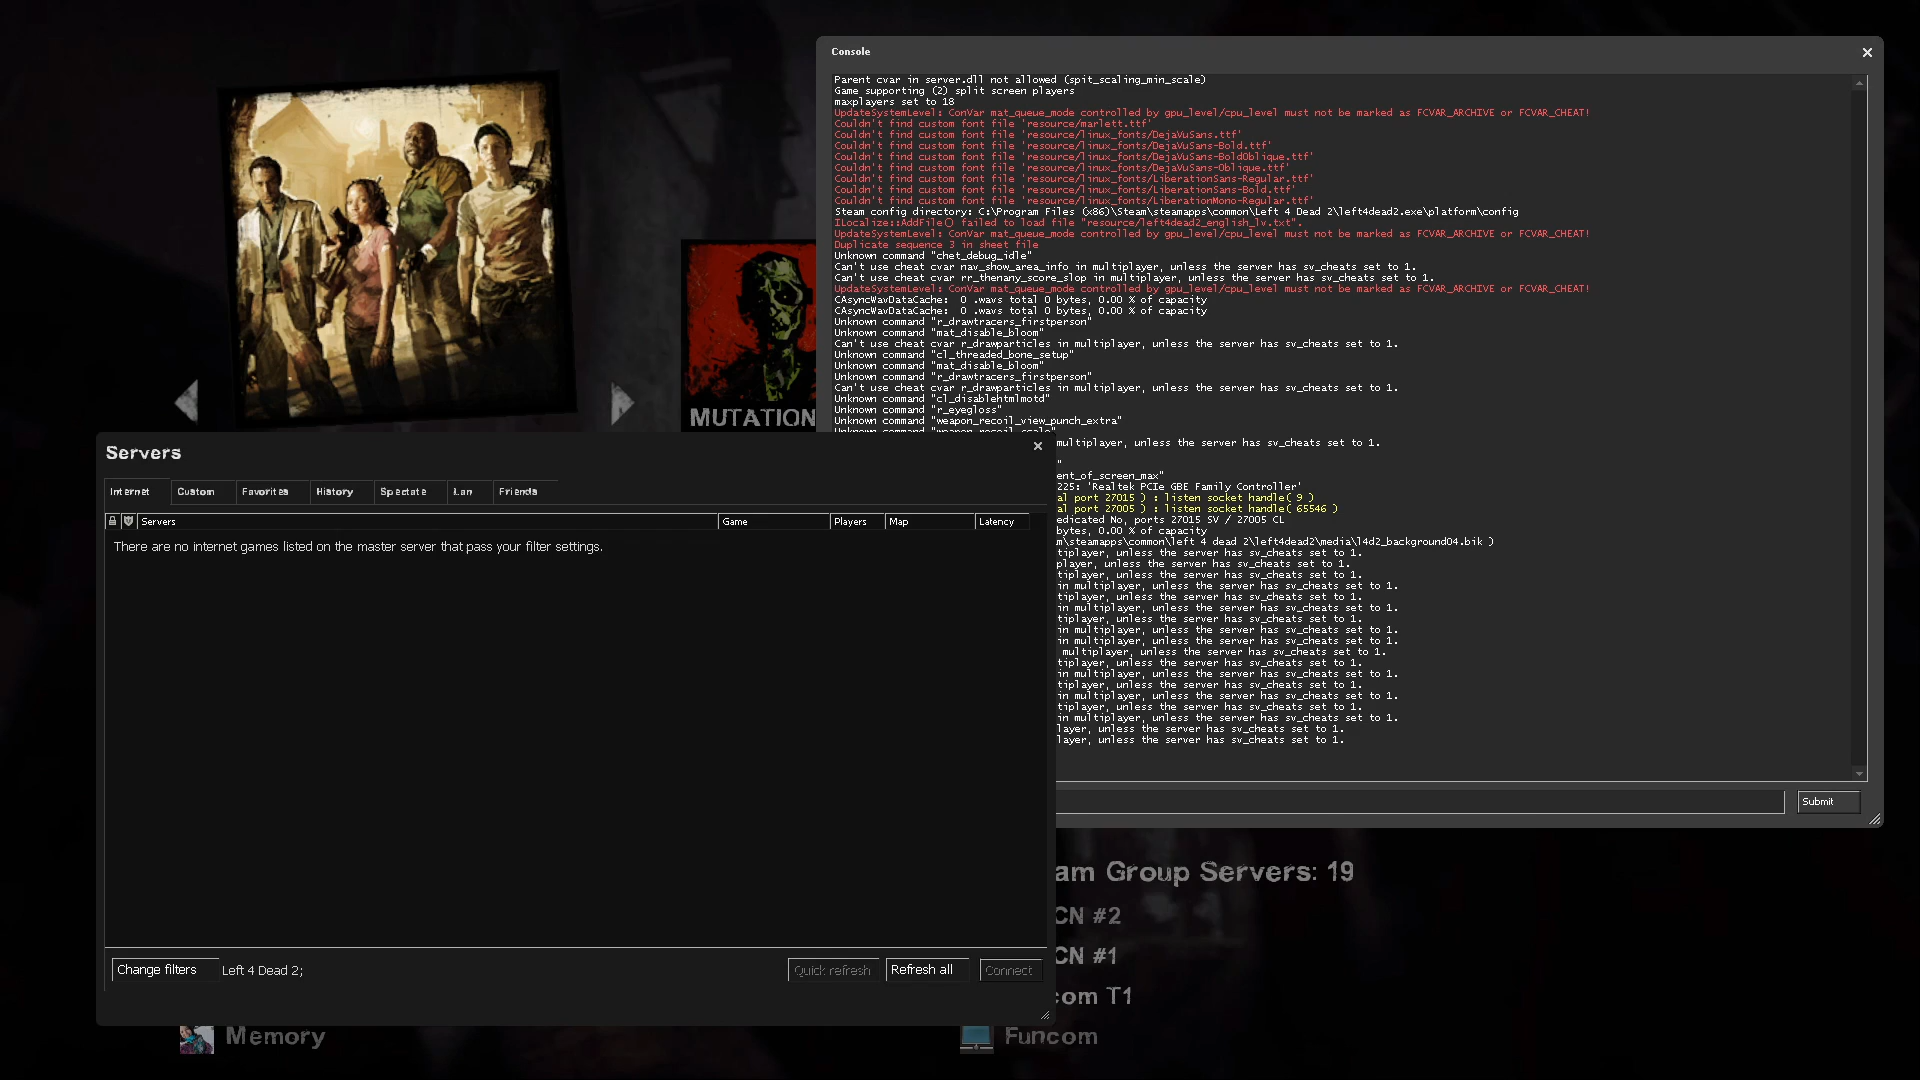 Console
Parent cvar in server.dll not allowed (spit_scaling_min_scale)
Game supporting (2) split screen players
maxplayers set to 18
UpdateSystemLevel: ConVar mat_queue_mode controlled by gpu_level/cpu_level must not be marked as FCVAR_ARCHIVE or FCVAR_CHEAT!
Couldn't find custom font file 'resource/marlett.ttf'
Couldn't find custom font file 'resource/linux_fonts/DejaVuSans.ttf'
Couldn't find custom font file 'resource/linux_fonts/DejaVuSans-Bold.ttf'
Couldn't find custom font file 'resource/linux_fonts/DejaVuSans-BoldOblique.ttf'
Couldn't find custom font file 'resource/linux_fonts/DejaVuSans-Oblique.ttf'
Couldn't find custom font file 'resource/linux_fonts/LiberationSans-Regular.ttf'
Couldn't find custom font file 'resource/linux_fonts/LiberationSans-Bold.ttf'
Couldn't find custom font file 'resource/linux_fonts/LiberationMono-Regular.ttf'
Steam config directory: C:\Program Files (x86)\Steam\steamapps\common\Left 4 Dead 2\left4dead2.exe\platform\config
ILocalize::AddFile() failed to load file "resource/left4dead2_english_lv.txt".
UpdateSystemLevel: ConVar mat_queue_mode controlled by gpu_level/cpu_level must not be marked as FCVAR_ARCHIVE or FCVAR_CHEAT!
Duplicate sequence 3 in sheet file
Unknown command "chet_debug_idle"
Can't use cheat cvar nav_show_area_info in multiplayer, unless the server has sv_cheats set to 1.
Can't use cheat cvar rr_thenany_score_slop in multiplayer, unless the server has sv_cheats set to 1.
UpdateSystemLevel: ConVar mat_queue_mode controlled by gpu_level/cpu_level must not be marked as FCVAR_ARCHIVE or FCVAR_CHEAT!
CAsyncWavDataCache:  0 .wavs total 0 bytes, 0.00 % of capacity
CAsyncWavDataCache:  0 .wavs total 0 bytes, 0.00 % of capacity
Unknown command "r_drawtracers_firstperson"
Unknown command "mat_disable_bloom"
Can't use cheat cvar r_drawparticles in multiplayer, unless the server has sv_cheats set to 1.
Unknown command "cl_threaded_bone_setup"
Unknown command "mat_disable_bloom"
Unknown command "r_drawtracers_firstperson"
Can't use cheat cvar r_drawparticles in multiplayer, unless the server has sv_cheats set to 1.
Unknown command "cl_disablehtmlmotd"
Unknown command "r_eyegloss"
Unknown command "weapon_recoil_view_punch_extra"
Unknown command "weapon_recoil_scale"
multiplayer, unless the server has sv_cheats set to 1.
"
ent_of_screen_max"
225: 'Realtek PCIe GBE Family Controller'
al port 27015 ) : listen socket handle( 9 )
al port 27005 ) : listen socket handle( 65546 )
edicated No, ports 27015 SV / 27005 CL
bytes, 0.00 % of capacity
m\steamapps\common\left 4 dead 2\left4dead2\media\l4d2_background04.bik )
tiplayer, unless the server has sv_cheats set to 1.
player, unless the server has sv_cheats set to 1.
tiplayer, unless the server has sv_cheats set to 1.
in multiplayer, unless the server has sv_cheats set to 1.
tiplayer, unless the server has sv_cheats set to 1.
in multiplayer, unless the server has sv_cheats set to 1.
tiplayer, unless the server has sv_cheats set to 1.
in multiplayer, unless the server has sv_cheats set to 1.
in multiplayer, unless the server has sv_cheats set to 1.
multiplayer, unless the server has sv_cheats set to 1.
tiplayer, unless the server has sv_cheats set to 1.
in multiplayer, unless the server has sv_cheats set to 1.
tiplayer, unless the server has sv_cheats set to 1.
in multiplayer, unless the server has sv_cheats set to 1.
tiplayer, unless the server has sv_cheats set to 1.
in multiplayer, unless the server has sv_cheats set to 1.
layer, unless the server has sv_cheats set to 1.
layer, unless the server has sv_cheats set to 1.
Submit
MUTATION
Servers
Internet Custom Favorites History Spectate Lan Friends
Servers Game Players Map Latency
There are no internet games listed on the master server that pass your filter settings.
Change filters Left 4 Dead 2; Quick refresh Refresh all Connect
am Group Servers: 19
CN #2
CN #1
com T1
Memory
Funcom